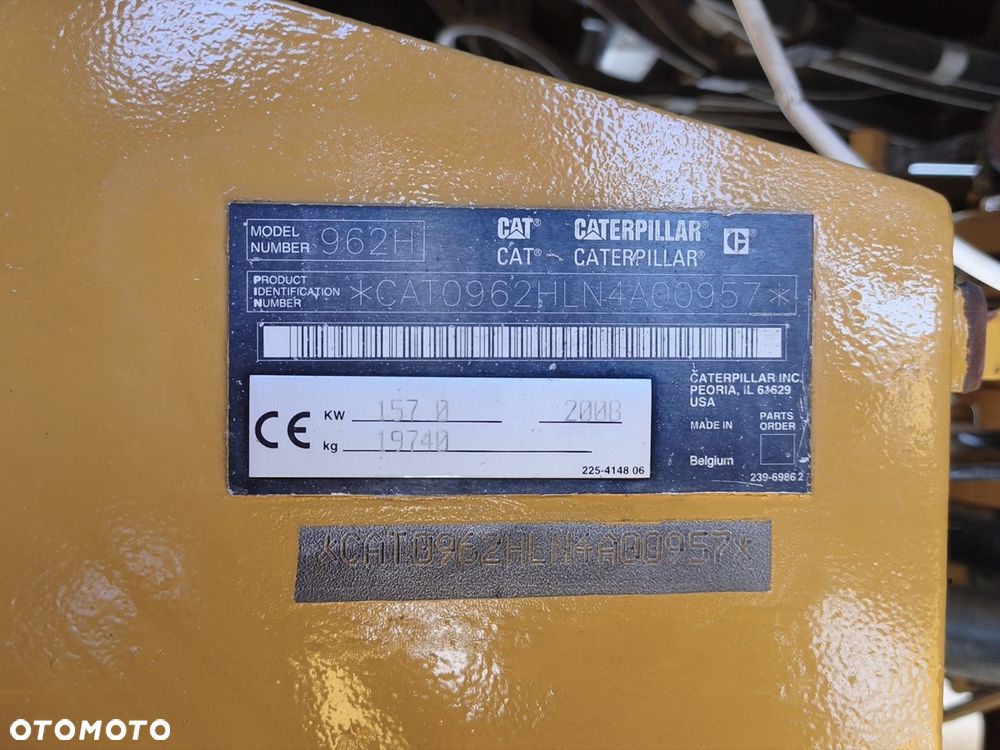 MODEL NUMBER 962H
CAT® CATERPILLAR® C®
CAT® CATERPILLAR®
PRODUCT IDENTIFICATION NUMBER *CAT0962HLN4A00957*
CATERPILLAR INC.
PEORIA, IL 61629
USA
CE KW 157.0 2008
kg 19740
225-4148 06
MADE IN
Belgium
PARTS ORDER
239-6986 2
*CAT0962HLN4A00957*
OTOMOTO